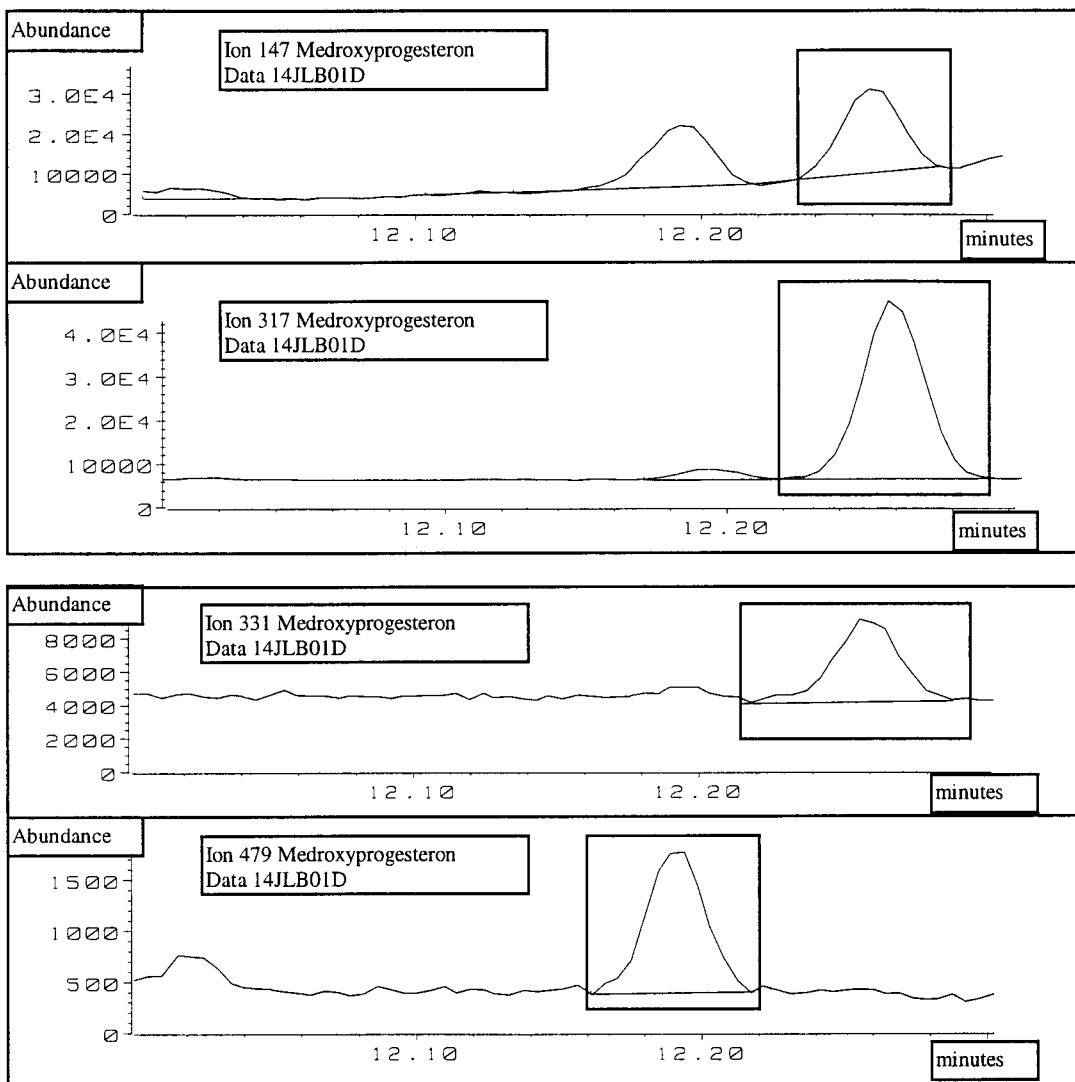 Abundance
Ion 147 Medroxyprogesteron
Data 14JLB01D
3.0E4
2.0E4
10000
0
12.10 12.20
minutes
Abundance
Ion 317 Medroxyprogesteron
Data 14JLB01D
4.0E4
3.0E4
2.0E4
10000
0
12.10 12.20
minutes
Abundance
Ion 331 Medroxyprogesteron
Data 14JLB01D
8000
6000
4000
2000
0
12.10 12.20
minutes
Abundance
Ion 479 Medroxyprogesteron
Data 14JLB01D
1500
1000
500
0
12.10 12.20
minutes